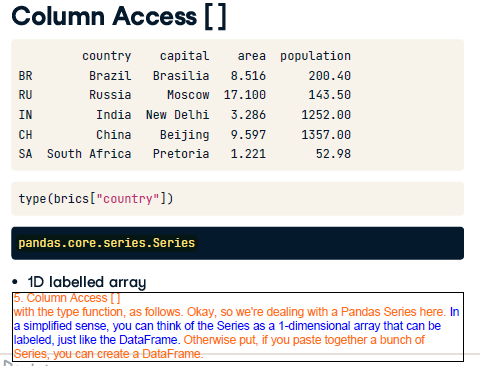 Column Access [ ]
country capital area population
BR Brazil Brasilia 8.516 200.40
RU Russia Moscow 17.100 143.50
IN India New Delhi 3.286 1252.00
CH China Beijing 9.597 1357.00
SA South Africa Pretoria 1.221 52.98
type(brics["country"])
pandas.core.series.Series
• 1D labelled array
5. Column Access [ ]
with the type function, as follows. Okay, so we're dealing with a Pandas Series here. In
a simplified sense, you can think of the Series as a 1-dimensional array that can be
labeled, just like the DataFrame. Otherwise put, if you paste together a bunch of
Series, you can create a DataFrame.